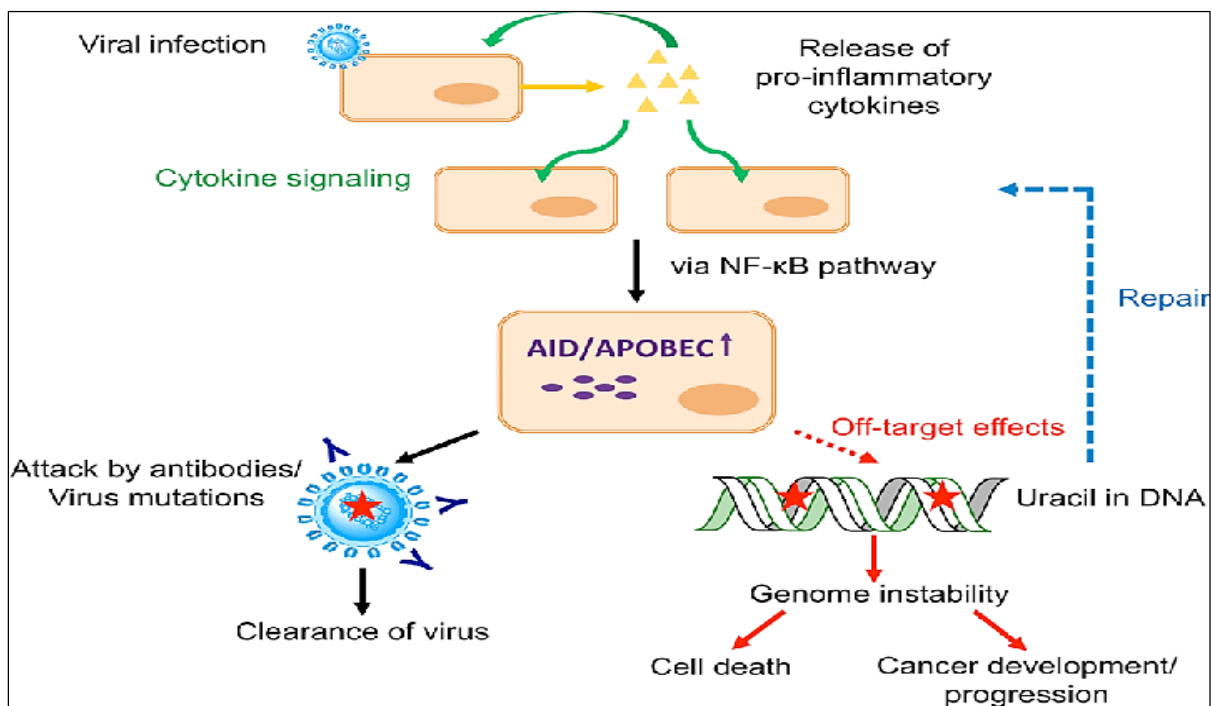 Viral infection
Release of
pro-inflammatory
cytokines
Cytokine signaling
via NF-κB pathway
Repair
AID/APOBEC↑
Off-target effects
Attack by antibodies/
Virus mutations
Uracil in DNA
Genome instability
Clearance of virus
Cell death
Cancer development/
progression